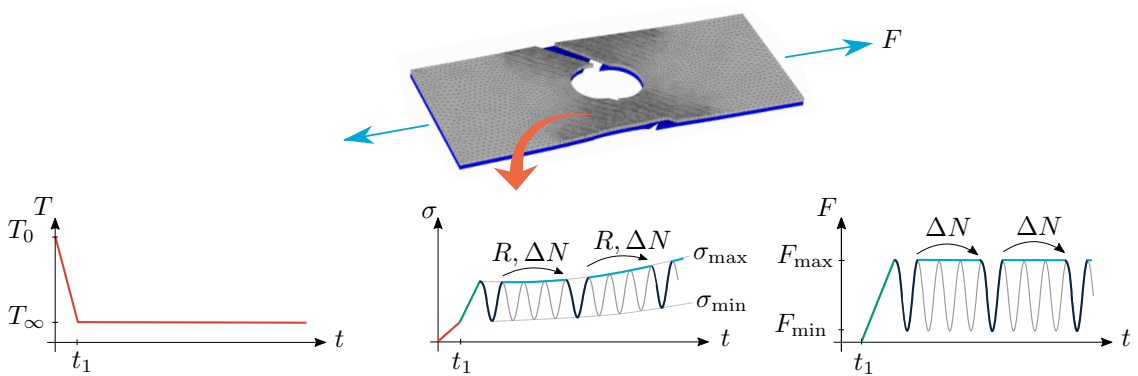 F
T
T₀
T∞
t₁
t
σ
R, ΔN
R, ΔN
σmax
σmin
t₁
t
F
ΔN
ΔN
Fmax
Fmin
t₁
t